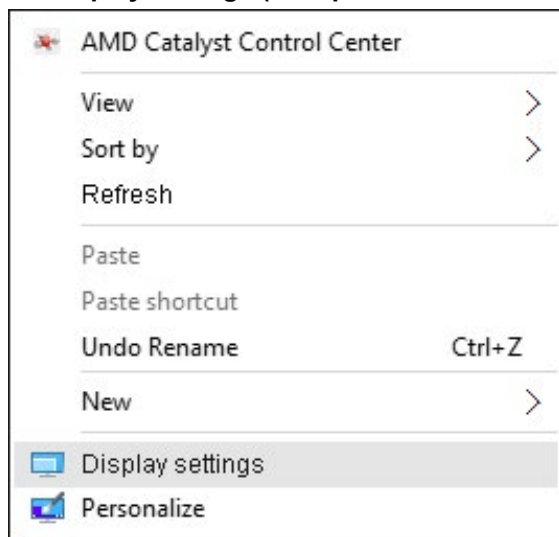 AMD Catalyst Control Center
View
Sort by
Refresh
Paste
Paste shortcut
Undo Rename Ctrl+Z
New
Display settings
Personalize